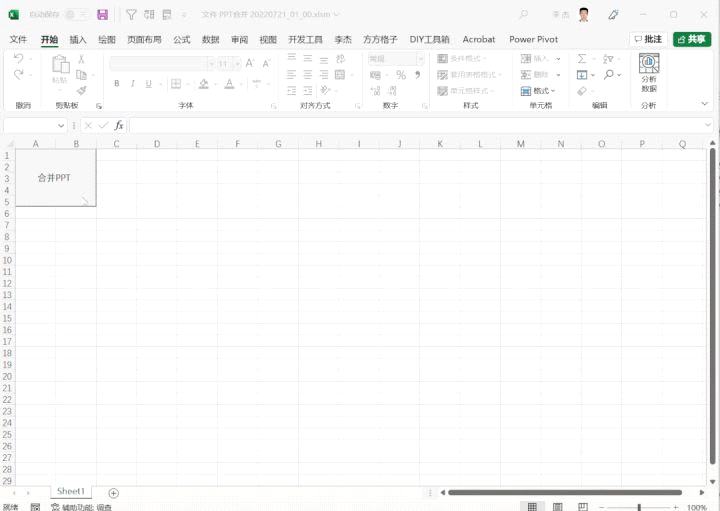 自动保存 关 文件 PPT合并 20220721_01_00.xlsm 李杰
文件 开始 插入 绘图 页面布局 公式 数据 审阅 视图 开发工具 李杰 方方格子 DIY工具箱 Acrobat Power Pivot 批注 共享
粘贴 11 A A 常规 条件格式 插入 分析
B I U A % 套用表格格式 删除 数据
单元格样式 格式
撤消 剪贴板 字体 对齐方式 数字 样式 单元格 编辑 分析
fx
A B C D E F G H I J K L M N O P Q
1
2
3
合并PPT
4
5
6
7
8
9
10
11
12
13
14
15
16
17
18
19
20
21
22
23
24
25
26
27
28
29
Sheet1
就绪 辅助功能: 调查 100%